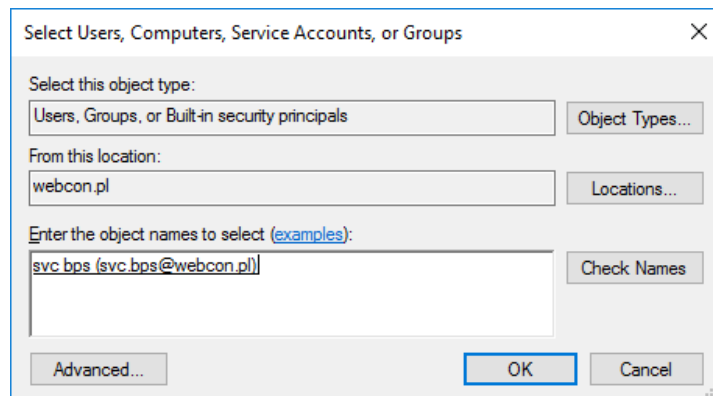 Select Users, Computers, Service Accounts, or Groups
Select this object type:
Users, Groups, or Built-in security principals
Object Types...
From this location:
webcon.pl
Locations...
Enter the object names to select (examples):
svc bps (svc.bps@webcon.pl)
Check Names
Advanced...
OK
Cancel